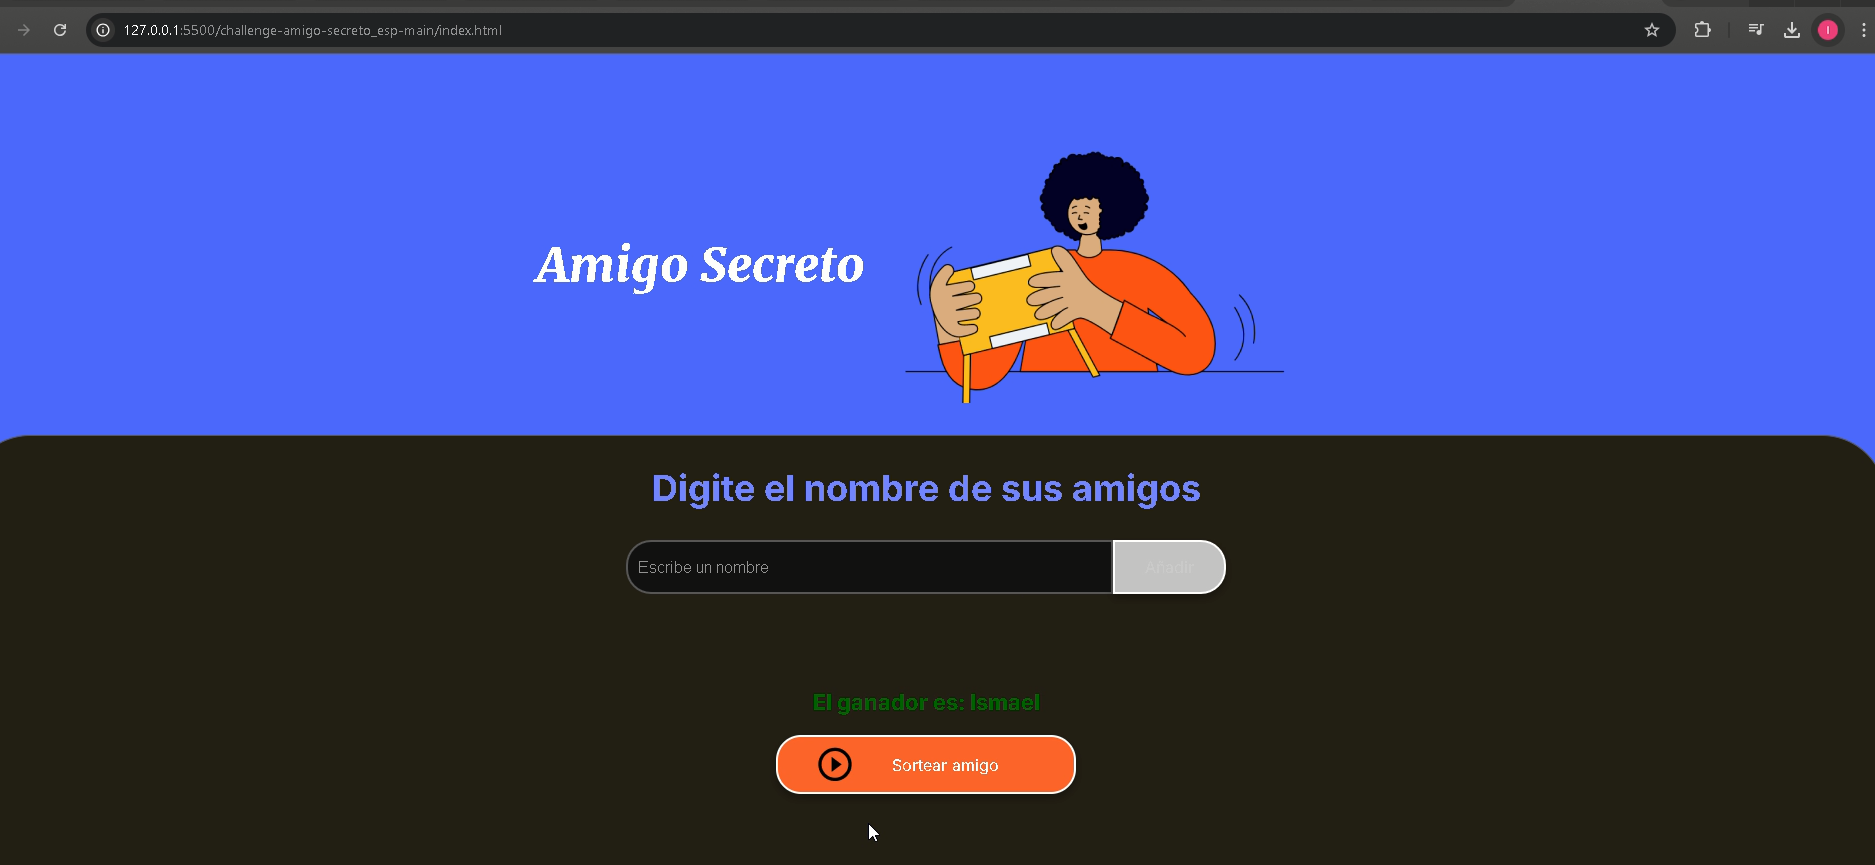 127.0.0.1:5500/challenge-amigo-secreto_esp-main/index.html
I
Amigo Secreto
Digite el nombre de sus amigos
Escribe un nombre
Añadir
El ganador es: Ismael
Sortear amigo